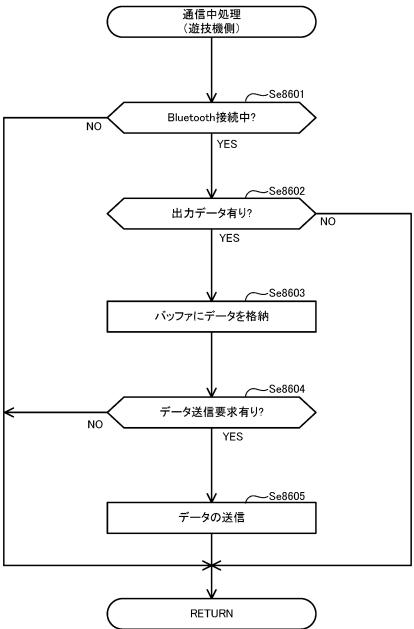 通信中処理
(遊技機側)
Se8601
Bluetooth接続中?
NO
YES
Se8602
出力データ有り?
NO
YES
Se8603
バッファにデータを格納
Se8604
データ送信要求有り?
NO
YES
Se8605
データの送信
RETURN